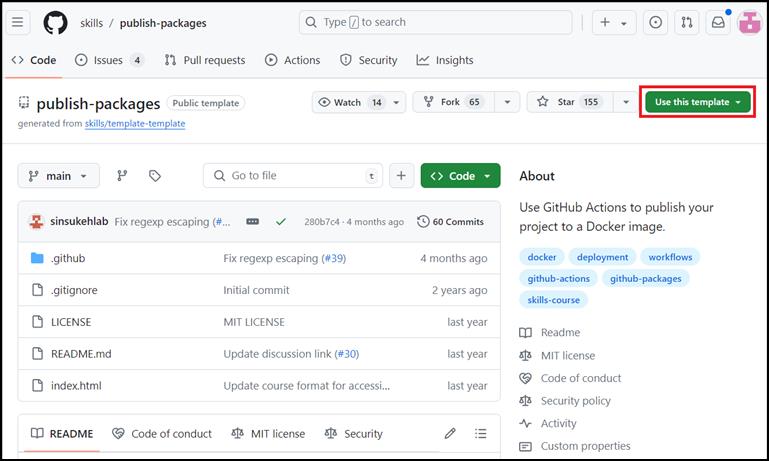 skills / publish-packages
Type / to search
Code Issues 4 Pull requests Actions Security Insights
publish-packages Public template
Watch 14 Fork 65 Star 155 Use this template
generated from skills/template-template
main Go to file t Code
About
Use GitHub Actions to publish your
project to a Docker image.
docker deployment workflows
github-actions github-packages
skills-course
sinsukehlab Fix regexp escaping (#... 280b7c4 · 4 months ago 60 Commits
.github Fix regexp escaping (#39) 4 months ago
.gitignore Initial commit 2 years ago
LICENSE MIT LICENSE last year
README.md Update discussion link (#30) last year
index.html Update course format for accessi... last year
Readme
MIT license
Code of conduct
Security policy
Activity
Custom properties
README Code of conduct MIT license Security